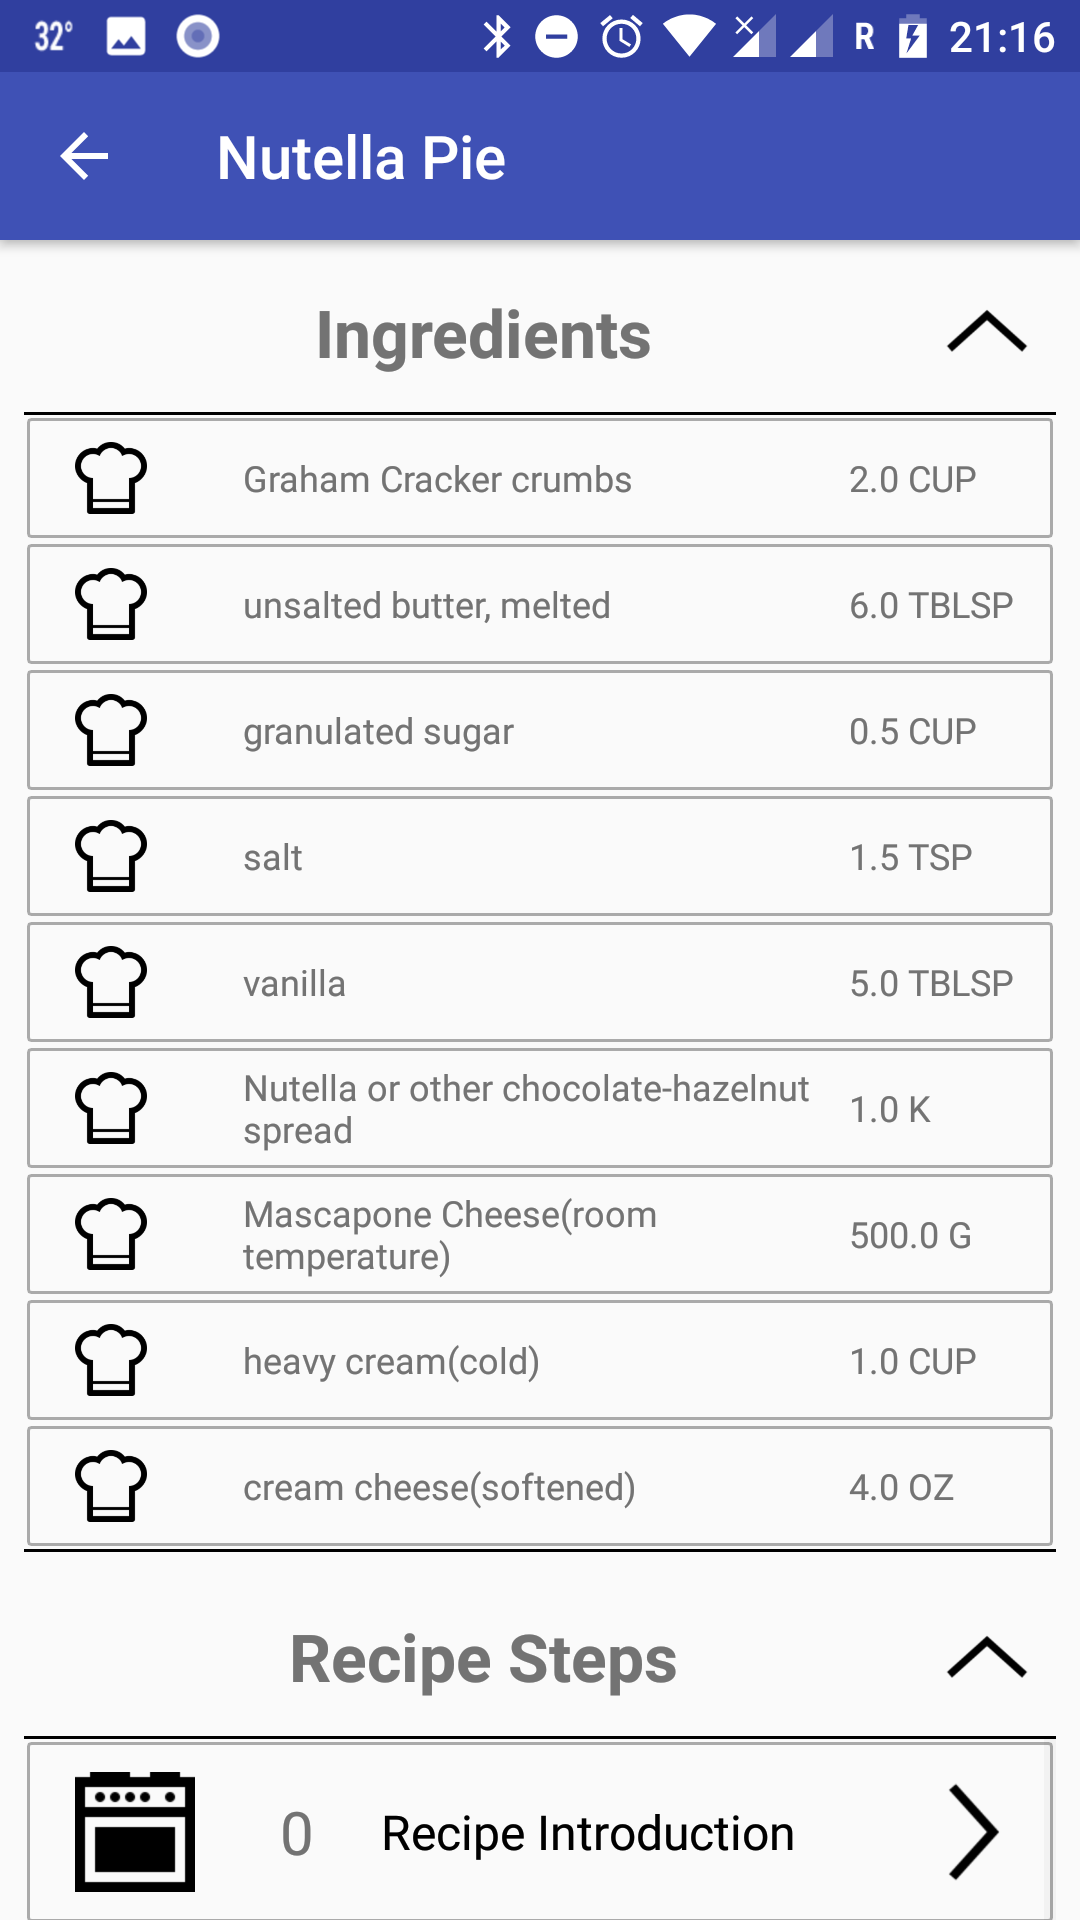 32° R 21:16
Nutella Pie
Ingredients
Graham Cracker crumbs 2.0 CUP
unsalted butter, melted 6.0 TBLSP
granulated sugar 0.5 CUP
salt 1.5 TSP
vanilla 5.0 TBLSP
Nutella or other chocolate-hazelnut
spread 1.0 K
Mascapone Cheese(room
temperature) 500.0 G
heavy cream(cold) 1.0 CUP
cream cheese(softened) 4.0 OZ
Recipe Steps
0 Recipe Introduction